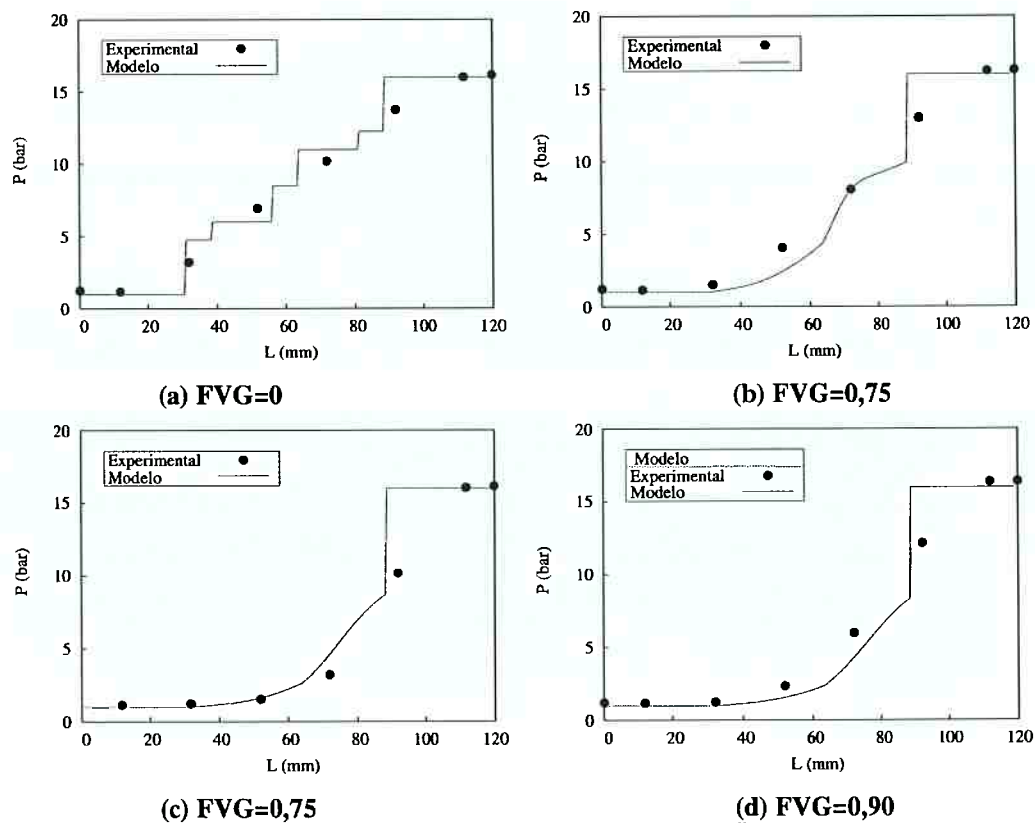 20
15
10
5
0
P (bar)
Experimental
Modelo
0 20 40 60 80 100 120
L (mm)
(a) FVG=0
20
15
10
5
0
P (bar)
Experimental
Modelo
0 20 40 60 80 100 120
L (mm)
(b) FVG=0,75
20
15
10
5
0
P (bar)
Experimental
Modelo
0 20 40 60 80 100 120
L (mm)
(c) FVG=0,75
20
15
10
5
0
P (bar)
Modelo
Experimental
Modelo
0 20 40 60 80 100 120
L (mm)
(d) FVG=0,90